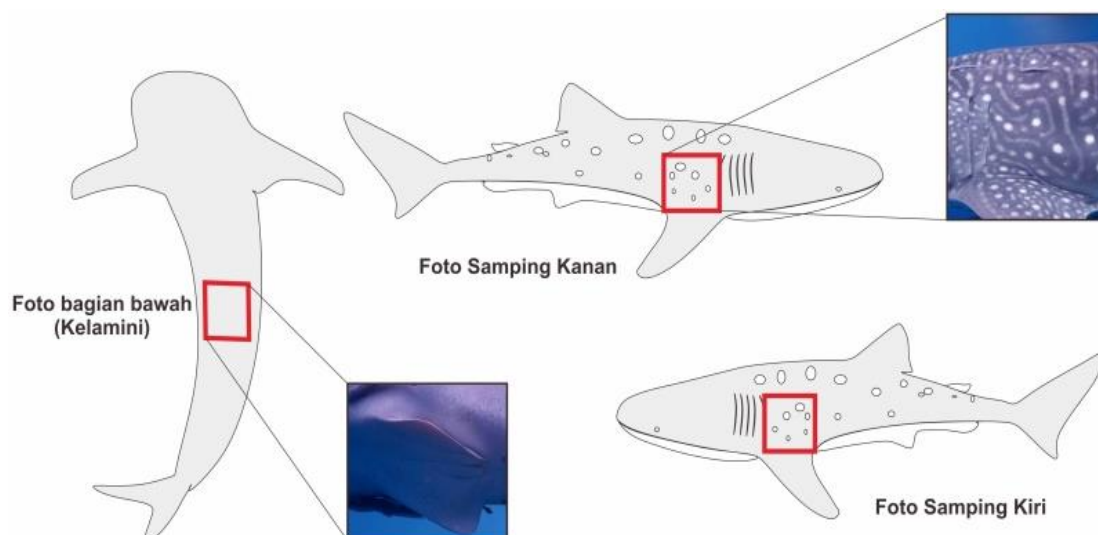 Foto Samping Kanan
Foto bagian bawah
(Kelamini)
Foto Samping Kiri